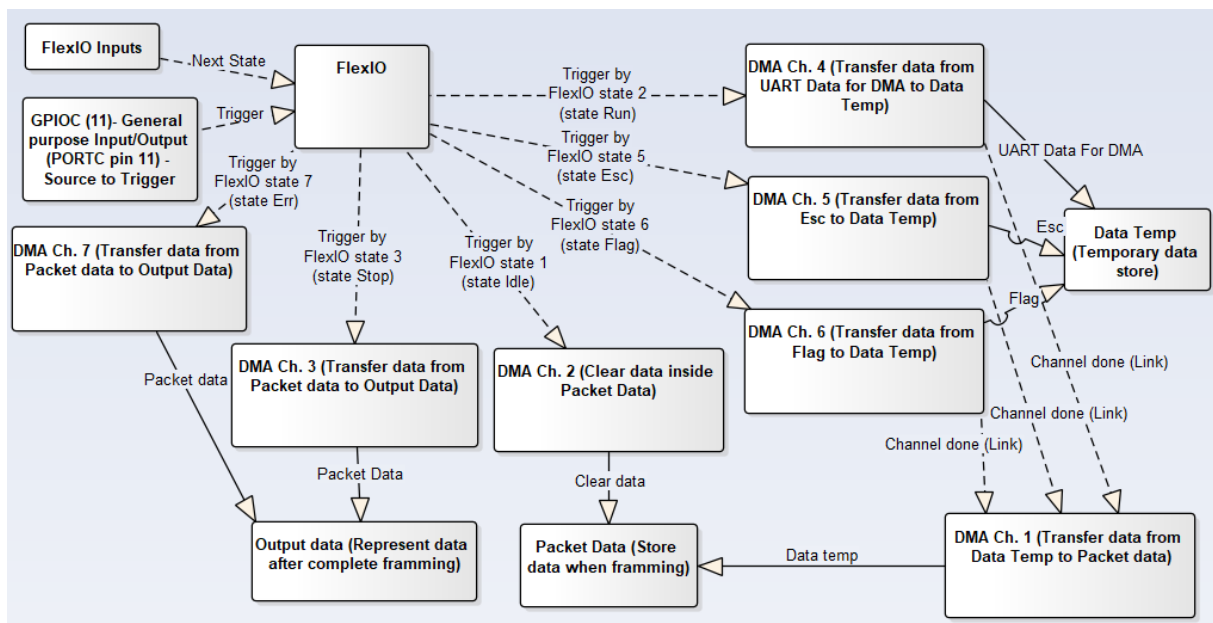 FlexIO Inputs
Next State
FlexIO
GPIOC (11)- General
purpose Input/Output
(PORTC pin 11) -
Source to Trigger
Trigger
Trigger by
FlexIO state 2
(state Run)
DMA Ch. 4 (Transfer data from
UART Data for DMA to Data
Temp)
UART Data For DMA
Trigger by
FlexIO state 5
(state Esc)
DMA Ch. 5 (Transfer data from
Esc to Data Temp)
Esc
Data Temp
(Temporary data
store)
Trigger by
FlexIO state 7
(state Err)
DMA Ch. 7 (Transfer data from
Packet data to Output Data)
Trigger by
FlexIO state 3
(state Stop)
Trigger by
FlexIO state 1
(state Idle)
Trigger by
FlexIO state 6
(state Flag)
DMA Ch. 6 (Transfer data from
Flag to Data Temp)
Flag
Channel done (Link)
Channel done (Link)
Channel done (Link)
Packet data
DMA Ch. 3 (Transfer data from
Packet data to Output Data)
DMA Ch. 2 (Clear data inside
Packet Data)
Packet Data
Clear data
Output data (Represent data
after complete framming)
Packet Data (Store
data when framming)
Data temp
DMA Ch. 1 (Transfer data from
Data Temp to Packet data)